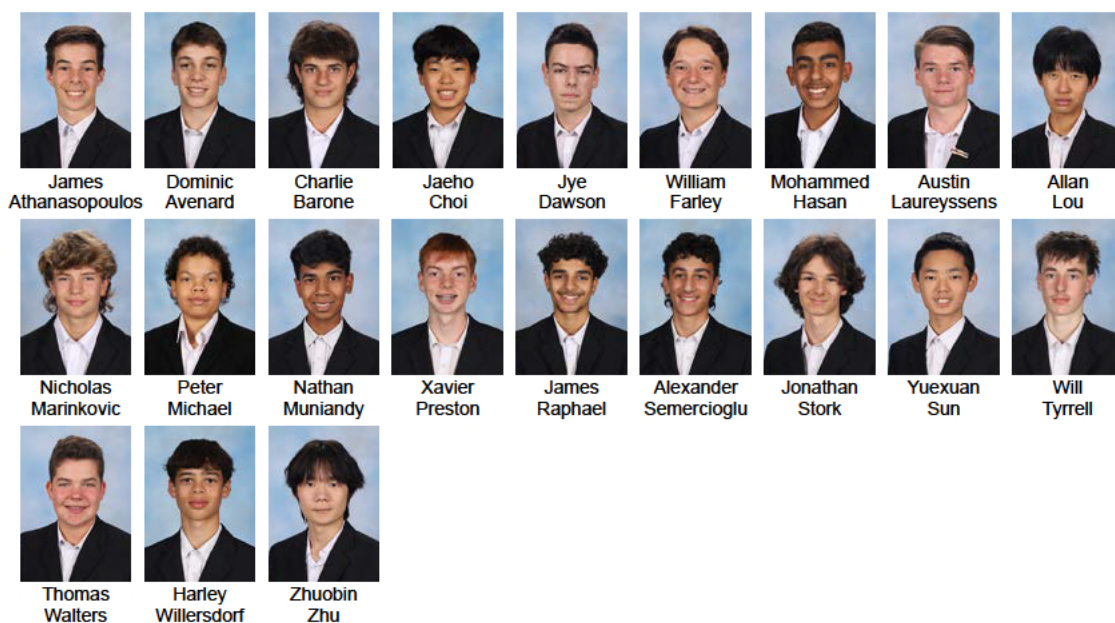 James
Athanasopoulos
Dominic
Avenard
Charlie
Barone
Jaeho
Choi
Jye
Dawson
William
Farley
Mohammed
Hasan
Austin
Laureyssens
Allan
Lou
Nicholas
Marinkovic
Peter
Michael
Nathan
Muniandy
Xavier
Preston
James
Raphael
Alexander
Semercioglu
Jonathan
Stork
Yuexuan
Sun
Will
Tyrrell
Thomas
Walters
Harley
Willersdorf
Zhuobin
Zhu